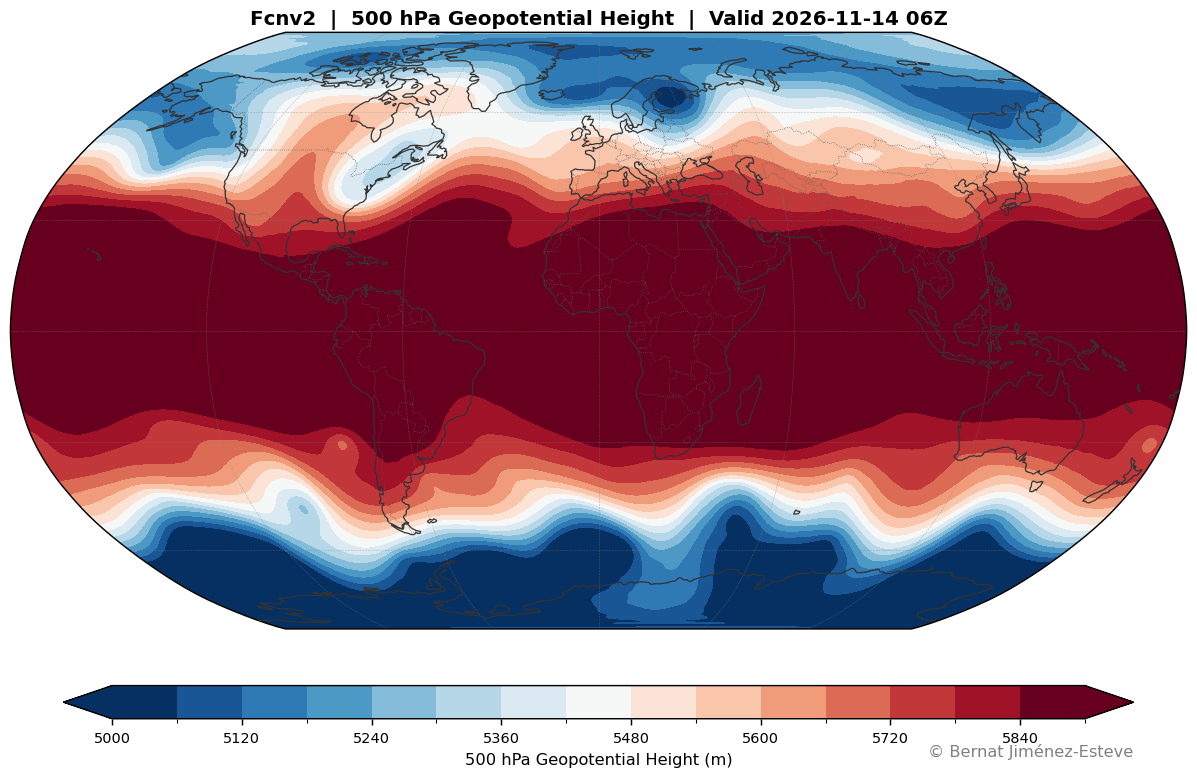 Fcnv2 | 500 hPa Geopotential Height | Valid 2026-11-14 06Z
5000 5120 5240 5360 5480 5600 5720 5840
500 hPa Geopotential Height (m)
© Bernat Jiménez-Esteve